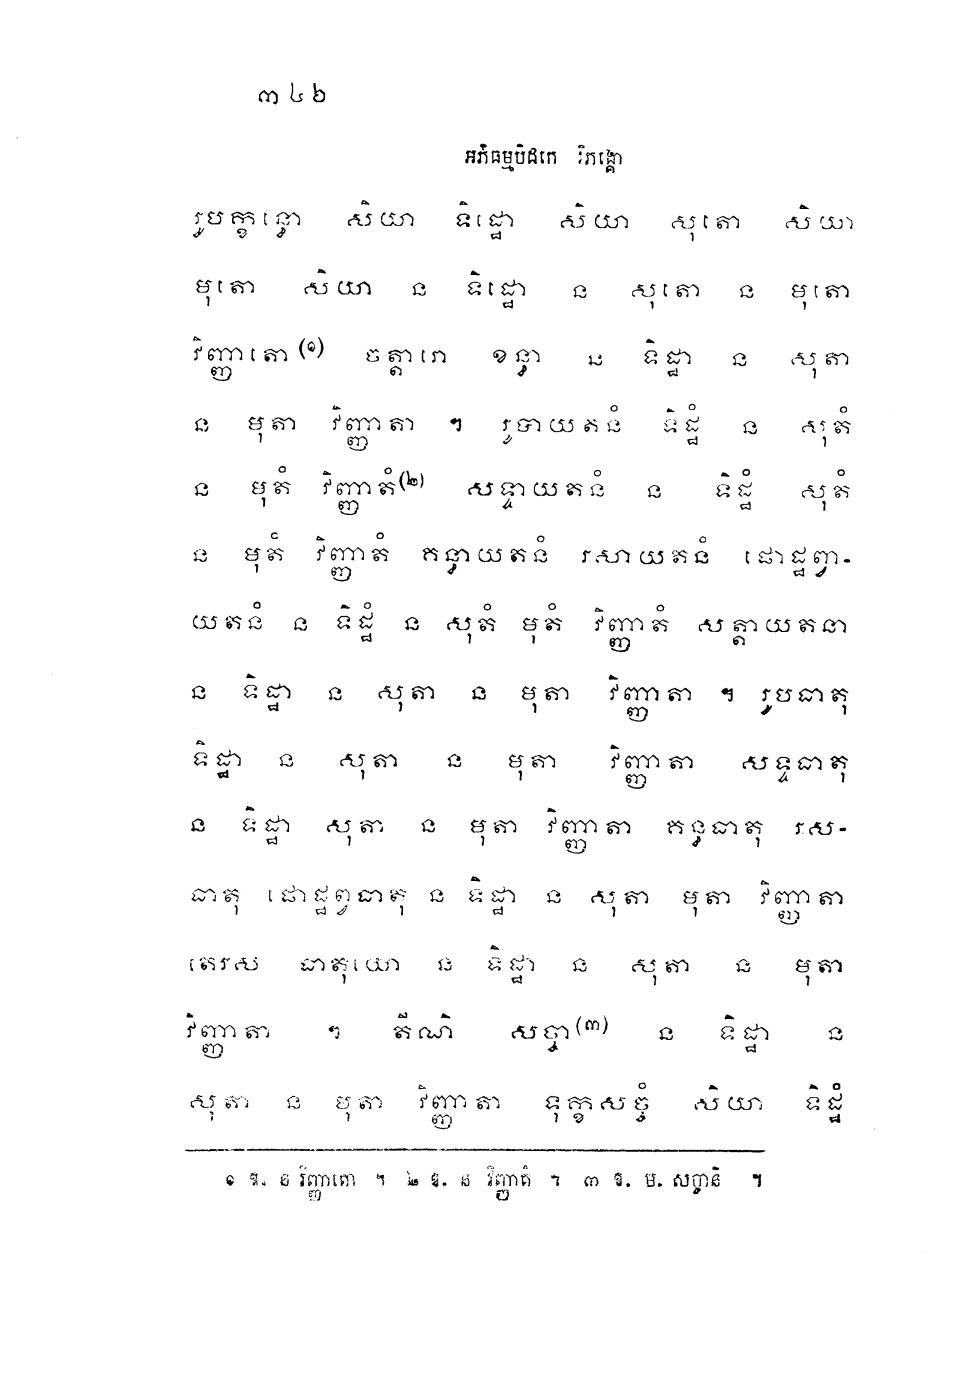 ៣៤៦
អភិធម្មបិដកេ វិភង្គោ
រូបក្ខន្ធោ សិយា ទិដ្ឋោ សិយា សុតោ សិយា
មុតោ សិយា ន ទិដ្ឋោ ន សុតោ ន មុតោ
វិញ្ញាតោ(១) ចត្តារោ ខន្ធា ន ទិដ្ឋា ន សុតា
ន មុតា វិញ្ញាតា ។ រូបាយតនំ ទិដ្ឋំ ន សុតំ
ន មុតំ វិញ្ញាតំ(២) សទ្ទាយតនំ ន ទិដ្ឋំ សុតំ
ន មុតំ វិញ្ញាតំ គន្ធាយតនំ រសាយតនំ ផោដ្ឋព្វា-
យតនំ ន ទិដ្ឋំ ន សុតំ មុតំ វិញ្ញាតំ សត្តាយតនា
ន ទិដ្ឋា ន សុតា ន មុតា វិញ្ញាតា ។ រូបធាតុ
ទិដ្ឋា ន សុតា ន មុតា វិញ្ញាតា សទ្ទធាតុ
ន ទិដ្ឋា សុតា ន មុតា វិញ្ញាតា គន្ធធាតុ រស-
ធាតុ ផោដ្ឋព្វធាតុ ន ទិដ្ឋា ន សុតា មុតា វិញ្ញាតា
តេរស ធាតុយោ ន ទិដ្ឋា ន សុតា ន មុតា
វិញ្ញាតា ។ តីណិ សច្ចា(៣) ន ទិដ្ឋា ន
សុតា ន មុតា វិញ្ញាតា ទុក្ខសច្ចំ សិយា ទិដ្ឋំ
១ ឱ. ន វិញ្ញាតោ ។ ២ ឱ. ន វិញ្ញាតំ ។ ៣ ឱ. ម. សច្ចានិ ។